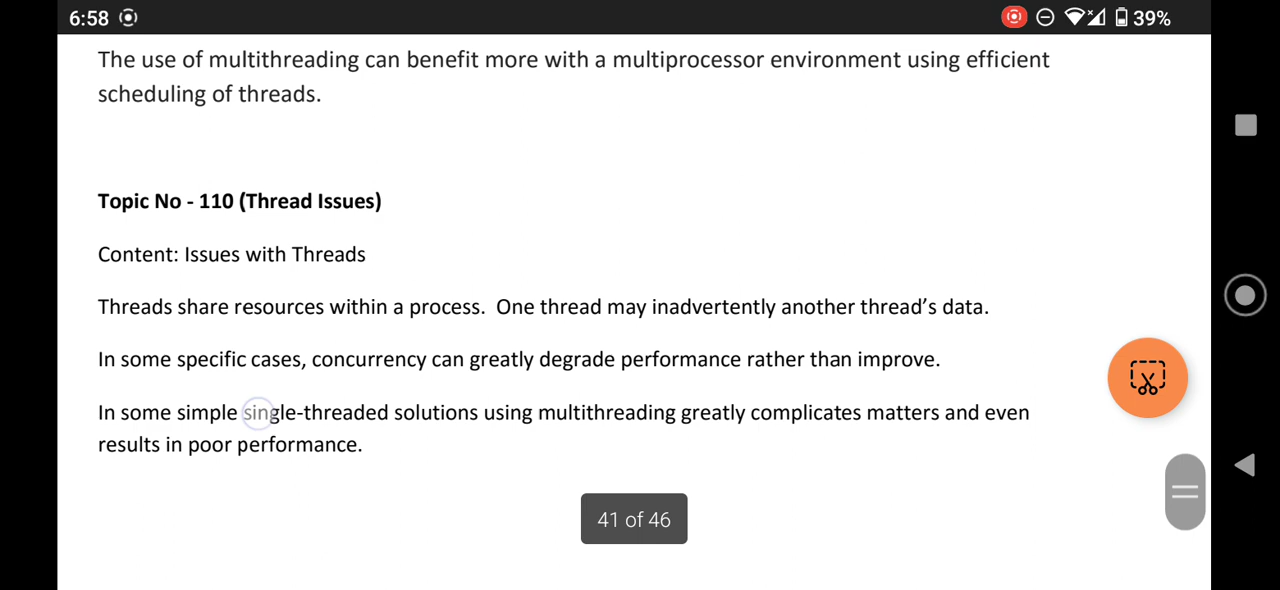 6:58
39%
The use of multithreading can benefit more with a multiprocessor environment using efficient
scheduling of threads.
Topic No - 110 (Thread Issues)
Content: Issues with Threads
Threads share resources within a process.  One thread may inadvertently another thread’s data.
In some specific cases, concurrency can greatly degrade performance rather than improve.
In some simple single-threaded solutions using multithreading greatly complicates matters and even
results in poor performance.
41 of 46